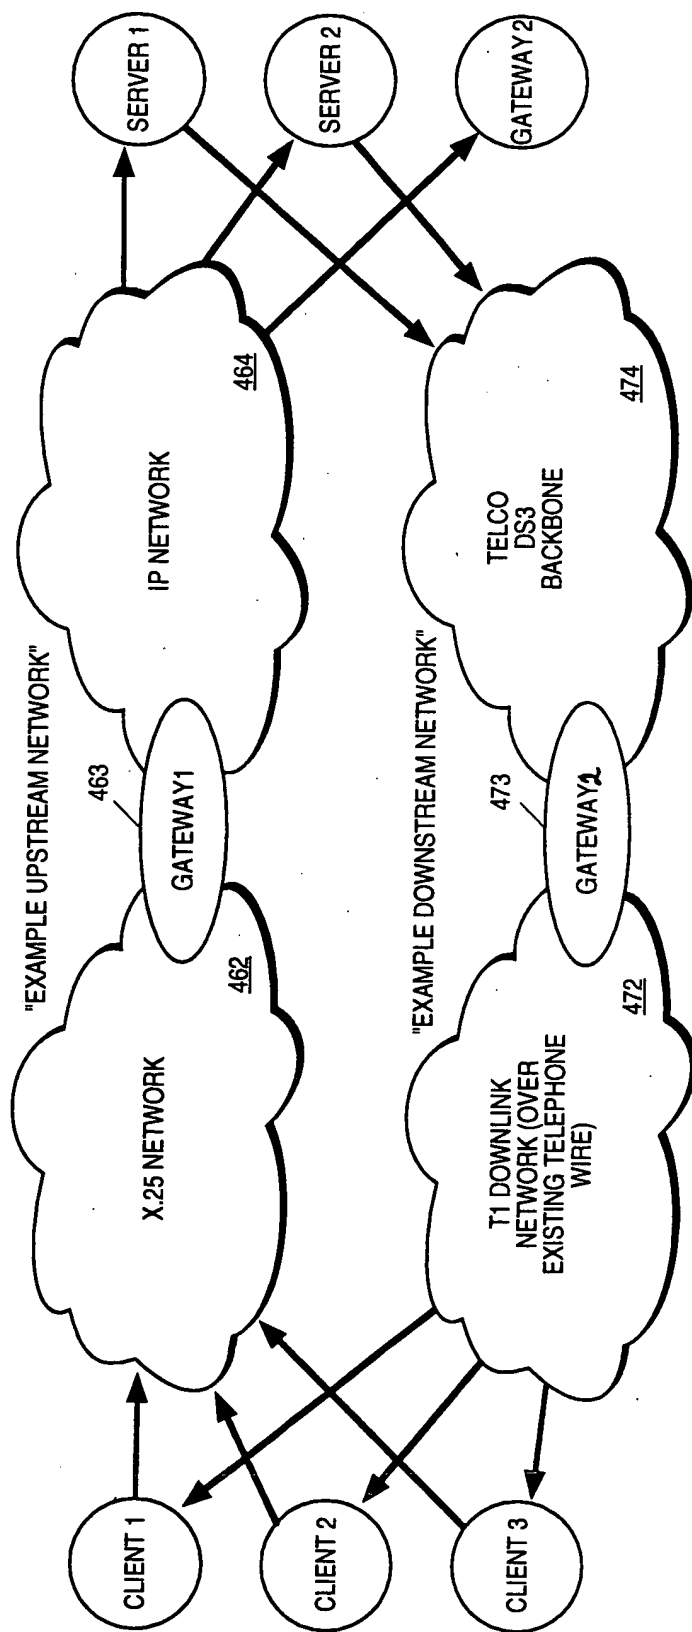 "EXAMPLE UPSTREAM NETWORK"
463
CLIENT 1
X.25 NETWORK
462
GATEWAY1
IP NETWORK
464
SERVER 1
CLIENT 2
SERVER 2
CLIENT 3
GATEWAY 2
"EXAMPLE DOWNSTREAM NETWORK"
473
T1 DOWNLINK
NETWORK (OVER
EXISTING TELEPHONE
WIRE)
472
GATEWAY2
TELCO
DS3
BACKBONE
474